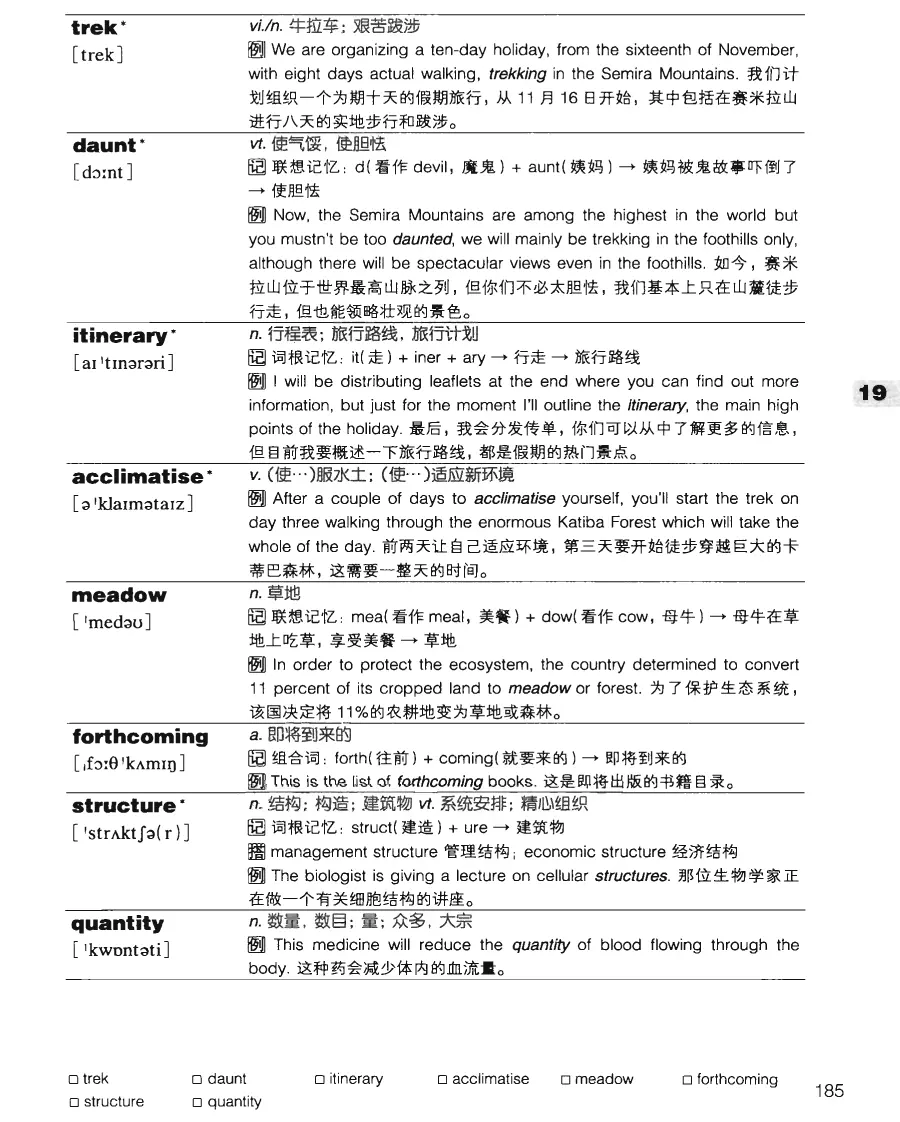 trek*
[trek]
vi./n. 牛拉车；艰苦跋涉
例 We are organizing a ten-day holiday, from the sixteenth of November,
with eight days actual walking, trekking in the Semira Mountains. 我们计
划组织一个为期十天的假期旅行，从 11 月 16 日开始，其中包括在赛米拉山
进行八天的实地步行和跋涉。
daunt*
[dɔːnt]
vt. 使气馁，使胆怯
记 联想记忆：d(看作 devil，魔鬼) + aunt(姨妈) → 姨妈被鬼故事吓倒了
→ 使胆怯
例 Now, the Semira Mountains are among the highest in the world but
you mustn't be too daunted, we will mainly be trekking in the foothills only,
although there will be spectacular views even in the foothills. 如今，赛米
拉山位于世界最高山脉之列，但你们不必太胆怯，我们基本上只在山麓徒步
行走，但也能领略壮观的景色。
itinerary*
[aɪˈtɪnərəri]
n. 行程表；旅行路线，旅行计划
记 词根记忆：it(走) + iner + ary → 行走 → 旅行路线
例 I will be distributing leaflets at the end where you can find out more
information, but just for the moment I'll outline the itinerary, the main high
points of the holiday. 最后，我会分发传单，你们可以从中了解更多的信息，
但目前我要概述一下旅行路线，都是假期的热门景点。
19
acclimatise*
[əˈklaɪmətaɪz]
v. (使…)服水土；(使…)适应新环境
例 After a couple of days to acclimatise yourself, you'll start the trek on
day three walking through the enormous Katiba Forest which will take the
whole of the day. 前两天让自己适应环境，第三天要开始徒步穿越巨大的卡
蒂巴森林，这需要一整天的时间。
meadow
[ˈmedəʊ]
n. 草地
记 联想记忆：mea(看作 meal，美餐) + dow(看作 cow，母牛) → 母牛在草
地上吃草，享受美餐 → 草地
例 In order to protect the ecosystem, the country determined to convert
11 percent of its cropped land to meadow or forest. 为了保护生态系统，
该国决定将 11%的农耕地变为草地或森林。
forthcoming
[ˌfɔːθˈkʌmɪŋ]
a. 即将到来的
记 组合词：forth(往前) + coming(就要来的) → 即将到来的
例 This is the list of forthcoming books. 这是即将出版的书籍目录。
structure*
[ˈstrʌktʃə(r)]
n. 结构；构造；建筑物 vt. 系统安排；精心组织
记 词根记忆：struct(建造) + ure → 建筑物
搭 management structure 管理结构；economic structure 经济结构
例 The biologist is giving a lecture on cellular structures. 那位生物学家正
在做一个有关细胞结构的讲座。
quantity
[ˈkwɒntəti]
n. 数量，数目；量；众多，大宗
例 This medicine will reduce the quantity of blood flowing through the
body. 这种药会减少体内的血流量。
□ trek □ daunt □ itinerary □ acclimatise □ meadow □ forthcoming
□ structure □ quantity
185